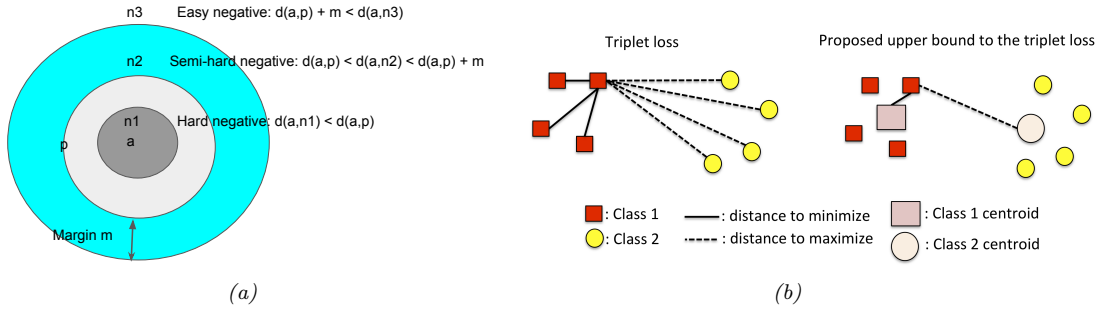 n3 Easy negative: d(a,p) + m < d(a,n3)
n2 Semi-hard negative: d(a,p) < d(a,n2) < d(a,p) + m
n1 Hard negative: d(a,n1) < d(a,p)
a
p
Margin m
(a)
Triplet loss
Proposed upper bound to the triplet loss
: Class 1
: Class 2
: distance to minimize
: distance to maximize
: Class 1 centroid
: Class 2 centroid
(b)